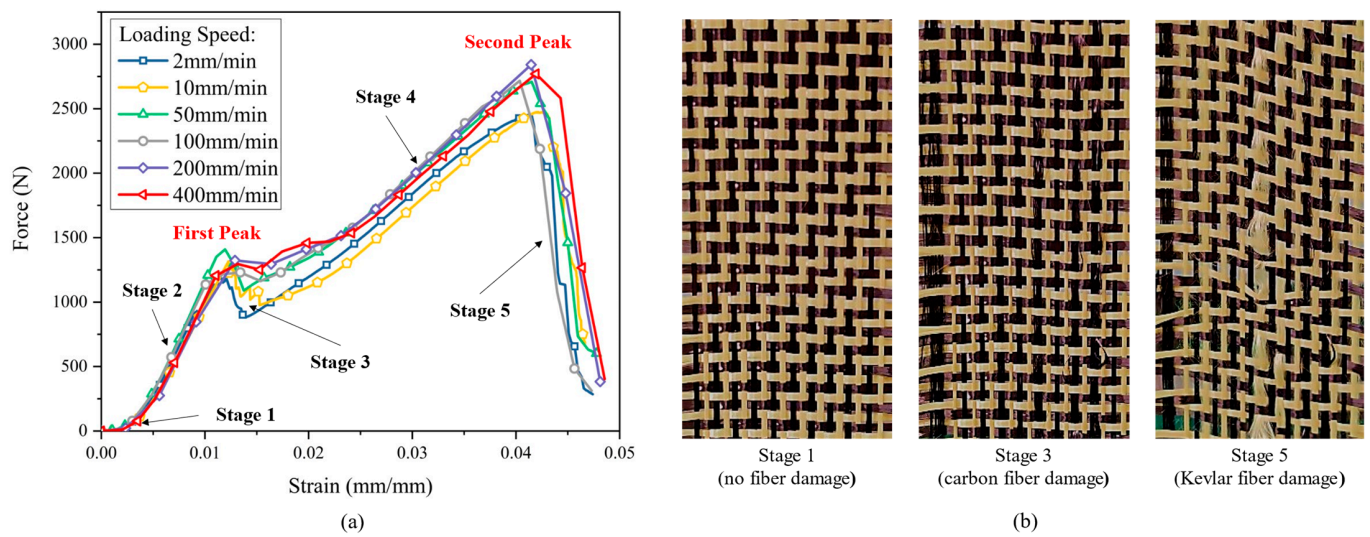 3000
2500
2000
1500
1000
500
0
Force (N)
Loading Speed:
2mm/min
10mm/min
50mm/min
100mm/min
200mm/min
400mm/min
Second Peak
Stage 4
First Peak
Stage 2
Stage 5
Stage 3
Stage 1
0.00 0.01 0.02 0.03 0.04 0.05
Strain (mm/mm)
(a)
Stage 1
(no fiber damage)
Stage 3
(carbon fiber damage)
Stage 5
(Kevlar fiber damage)
(b)